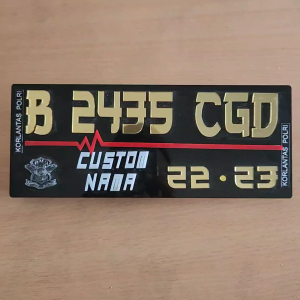 B 2435 CGD
CUSTOM
NAMA
22 · 23
KORLANTAS POLRI
KORLANTAS POLRI